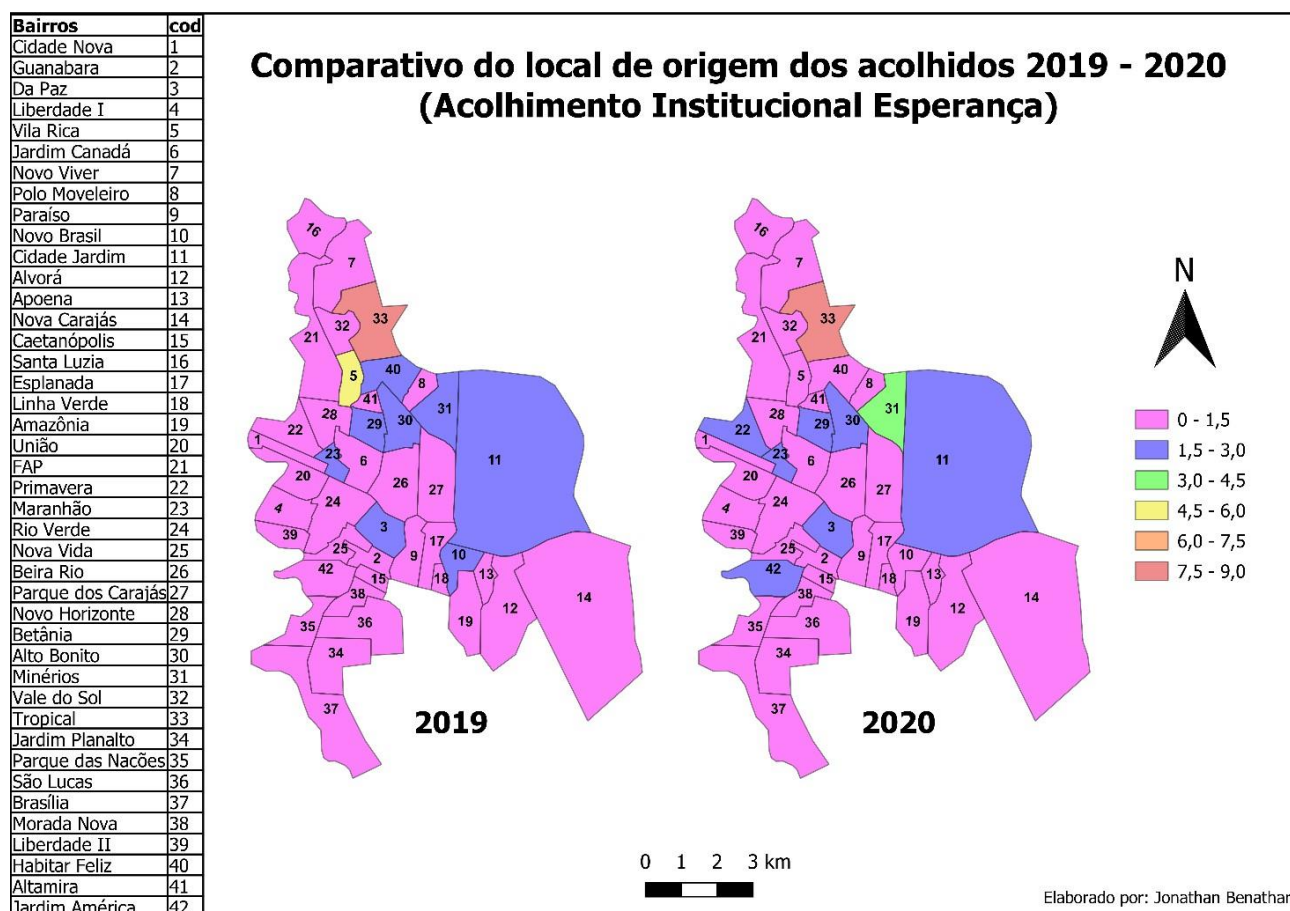 Bairros cod
Cidade Nova 1
Guanabara 2
Da Paz 3
Liberdade I 4
Vila Rica 5
Jardim Canadá 6
Novo Viver 7
Polo Moveleiro 8
Paraíso 9
Novo Brasil 10
Cidade Jardim 11
Alvorá 12
Apoena 13
Nova Carajás 14
Caetanópolis 15
Santa Luzia 16
Esplanada 17
Linha Verde 18
Amazônia 19
União 20
FAP 21
Primavera 22
Maranhão 23
Rio Verde 24
Nova Vida 25
Beira Rio 26
Parque dos Carajás 27
Novo Horizonte 28
Betânia 29
Alto Bonito 30
Minérios 31
Vale do Sol 32
Tropical 33
Jardim Planalto 34
Parque das Nacões 35
São Lucas 36
Brasília 37
Morada Nova 38
Liberdade II 39
Habitar Feliz 40
Altamira 41
Jardim América 42
Comparativo do local de origem dos acolhidos 2019 - 2020
(Acolhimento Institucional Esperança)
16
7
33
32
21
5
40
8
41
31
30
29
28
22
1
23
6
11
20
26
27
24
4
3
39
17
25
2
9
10
42
15
18
13
38
12
14
19
35
36
34
37
2019
16
7
33
32
21
5
40
8
41
31
30
29
28
22
1
23
6
11
20
26
27
24
4
3
39
17
25
2
9
10
42
15
18
13
38
12
14
19
35
36
34
37
2020
N
0 - 1,5
1,5 - 3,0
3,0 - 4,5
4,5 - 6,0
6,0 - 7,5
7,5 - 9,0
0 1 2 3 km
Elaborado por: Jonathan Benathar